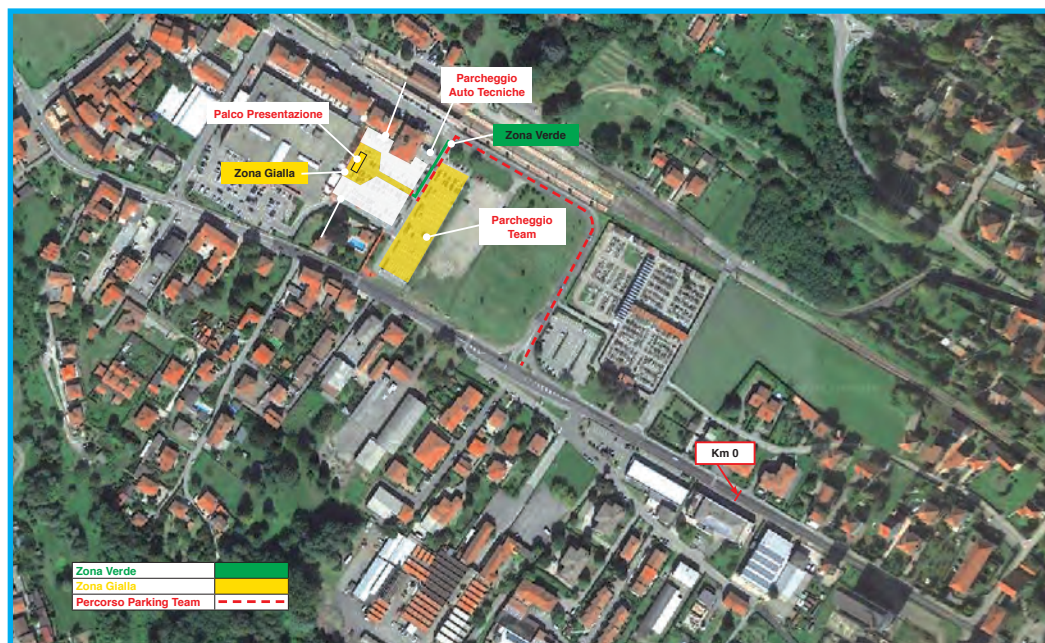 Parcheggio
Auto Tecniche
Palco Presentazione
Zona Verde
Zona Gialla
Parcheggio
Team
Km 0
Zona Verde
Zona Gialla
Percorso Parking Team